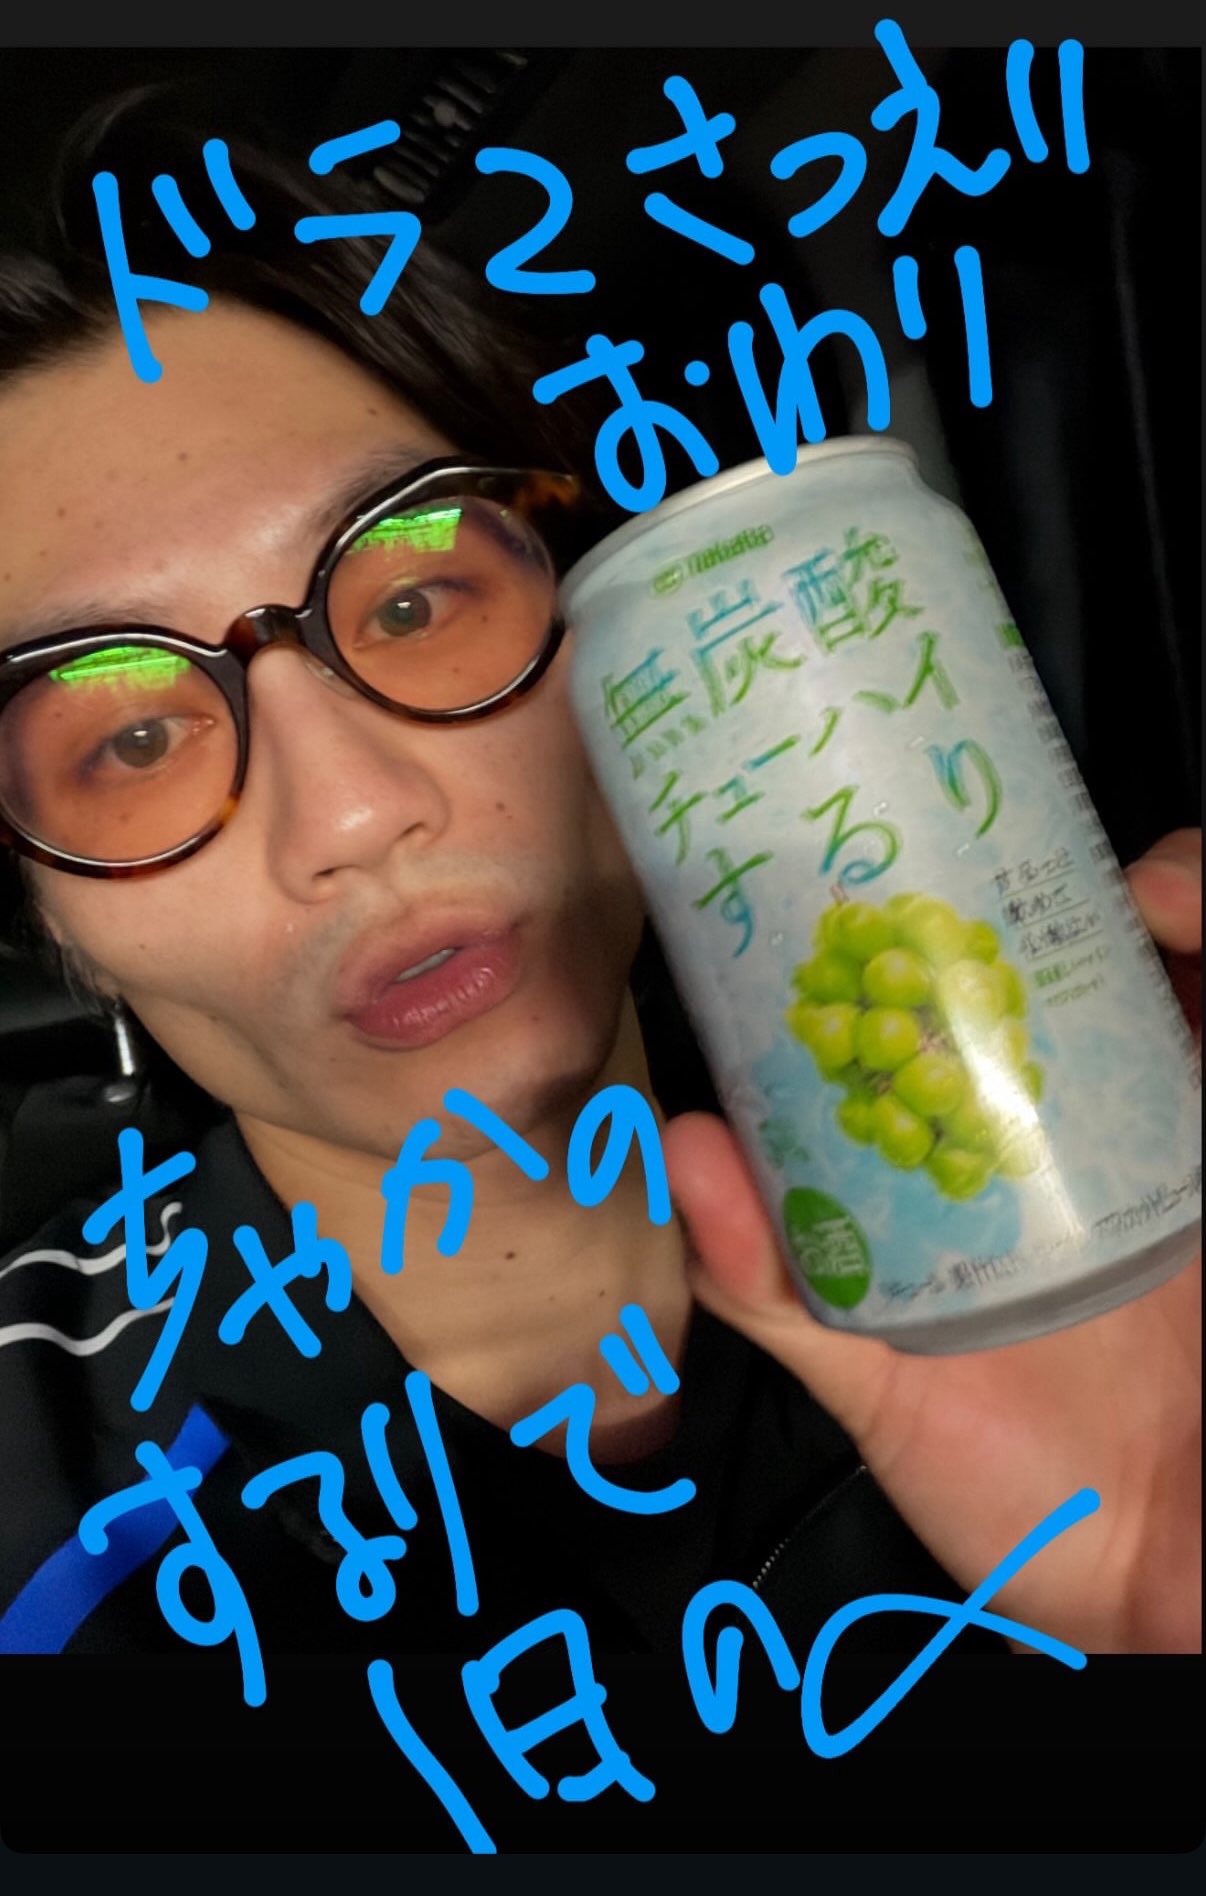 ドラマさつえい
おわり
無炭酸
チューハイ
するり
ちゃかの
するりで
1日の〆